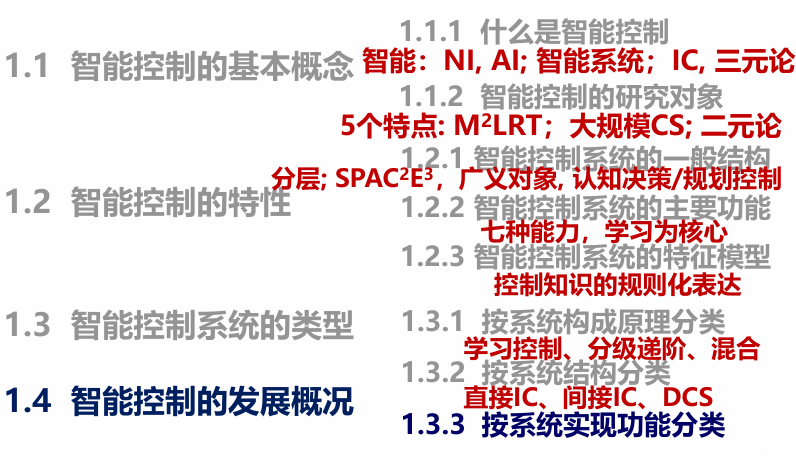 1.1 智能控制的基本概念
1.1.1 什么是智能控制
智能：NI, AI; 智能系统；IC, 三元论
1.1.2 智能控制的研究对象
5个特点: M²LRT；大规模CS; 二元论
1.2 智能控制的特性
1.2.1 智能控制系统的一般结构
分层; SPAC²E³，广义对象, 认知决策/规划控制
1.2.2 智能控制系统的主要功能
七种能力，学习为核心
1.2.3 智能控制系统的特征模型
控制知识的规则化表达
1.3 智能控制系统的类型
1.3.1 按系统构成原理分类
学习控制、分级递阶、混合
1.3.2 按系统结构分类
直接IC、间接IC、DCS
1.4 智能控制的发展概况
1.3.3 按系统实现功能分类